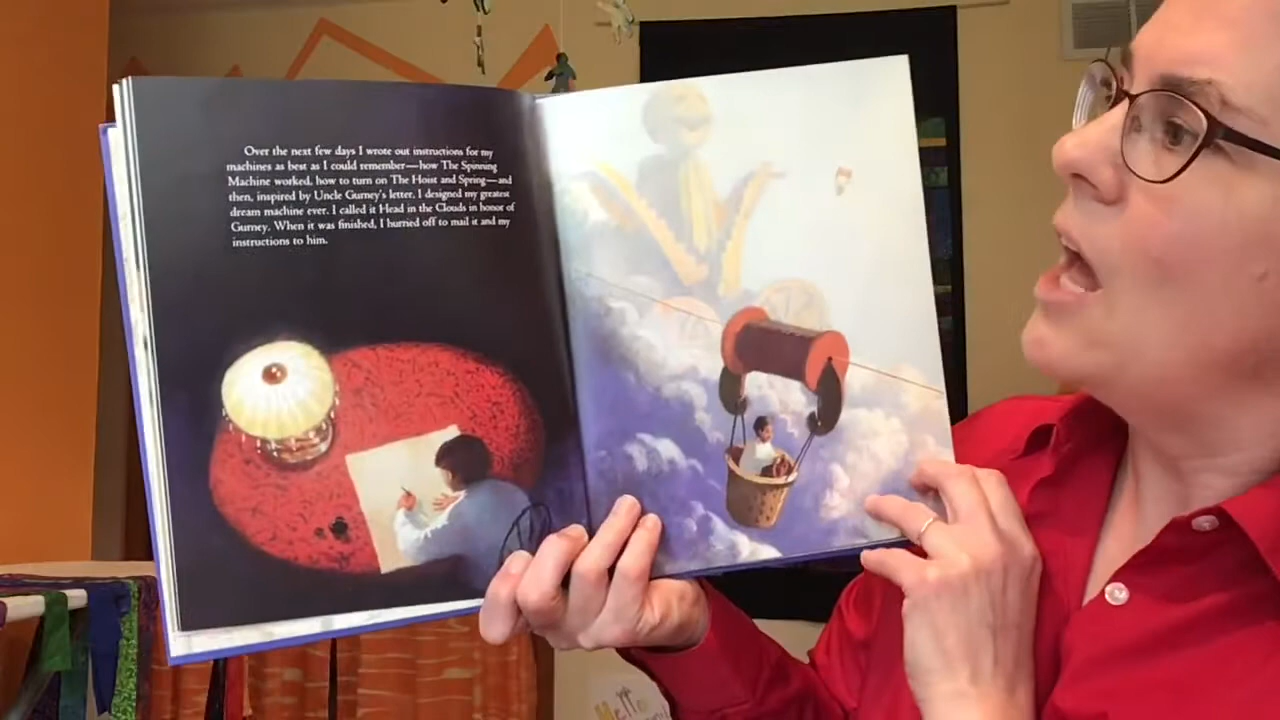 Over the next few days I wrote out instructions for my
machines as best as I could remember—how The Spinning
Machine worked, how to turn on The Hoist and Spring—and
then, inspired by Uncle Gurney's letter, I designed my greatest
dream machine ever. I called it Head in the Clouds in honor of
Gurney. When it was finished, I hurried off to mail it and my
instructions to him.
Hello